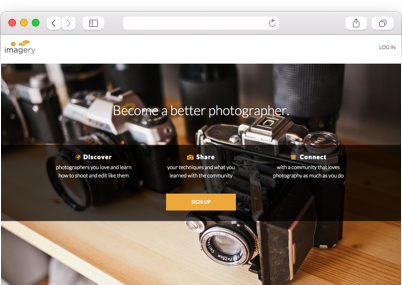 imagery
LOG IN
Become a better photographer.
Discover
photographers you love and learn
how to shoot and edit like them
Share
your techniques and what you
learned with the community
Connect
with a community that loves
photography as much as you do
SIGN UP